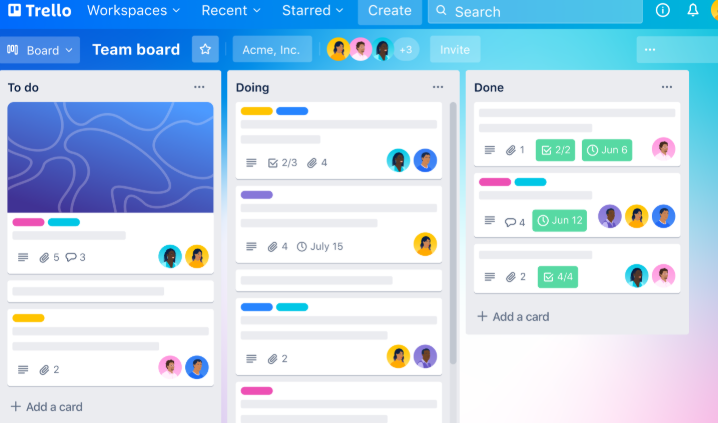 Trello Workspaces Recent Starred Create Search
Board Team board Acme, Inc. +3 Invite
To do
5 3
2
+ Add a card
Doing
2/3 4
4 July 15
2
Done
1 2/2 Jun 6
4 Jun 12
2 4/4
+ Add a card